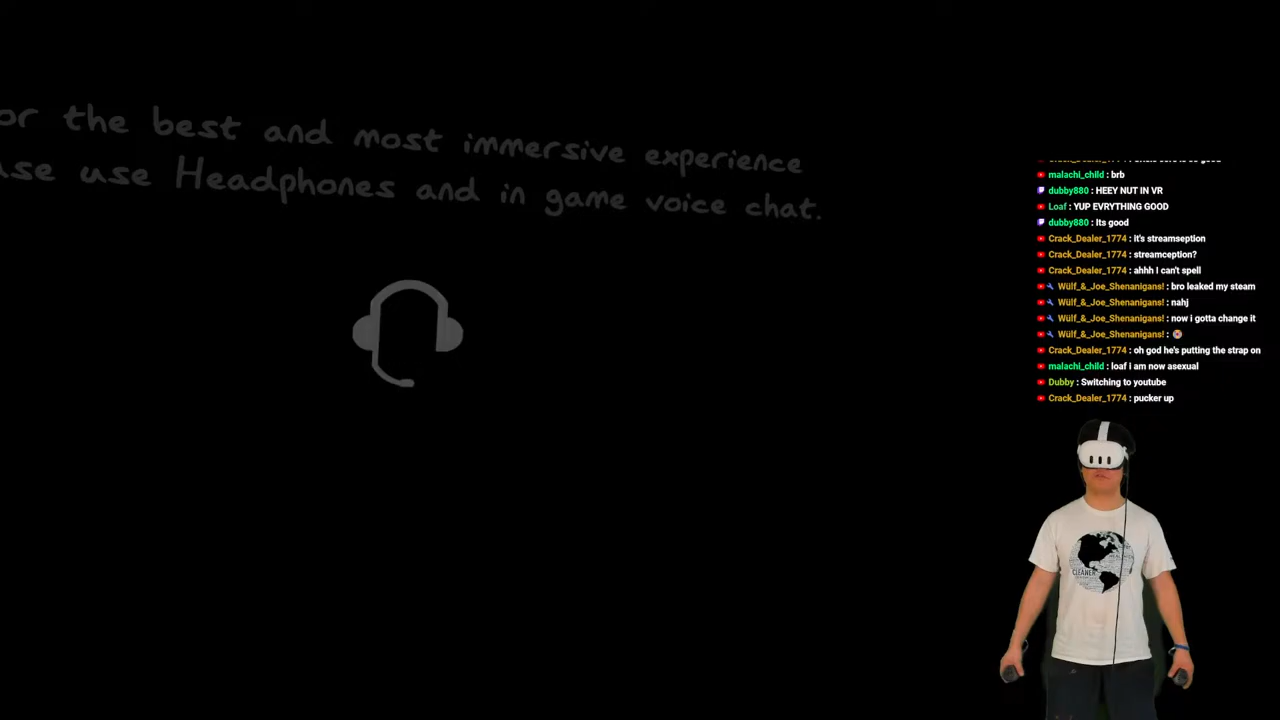 or the best and most immersive experience
ase use Headphones and in game voice chat.
malachi_child : brb
dubby880 : HEEY NUT IN VR
Loaf : YUP EVRYTHING GOOD
dubby880 : Its good
Crack_Dealer_1774 : it's streamseption
Crack_Dealer_1774 : streamception?
Crack_Dealer_1774 : ahhh I can't spell
Wülf_&_Joe_Shenanigans! : bro leaked my steam
Wülf_&_Joe_Shenanigans! : nahj
Wülf_&_Joe_Shenanigans! : now i gotta change it
Wülf_&_Joe_Shenanigans! :
Crack_Dealer_1774 : oh god he's putting the strap on
malachi_child : loaf i am now asexual
Dubby : Switching to youtube
Crack_Dealer_1774 : pucker up
CLEANER